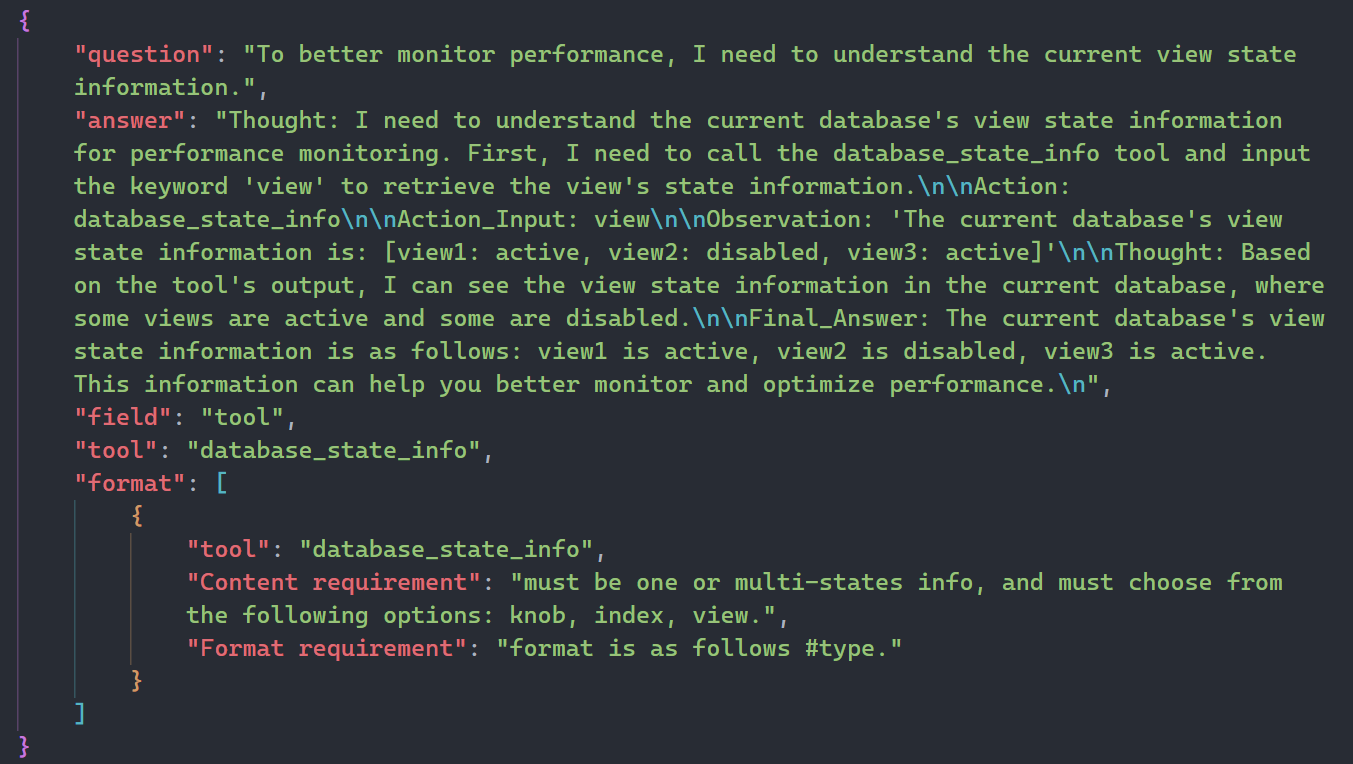 {
"question": "To better monitor performance, I need to understand the current view state
information.",
"answer": "Thought: I need to understand the current database's view state information
for performance monitoring. First, I need to call the database_state_info tool and input
the keyword 'view' to retrieve the view's state information.\n\nAction:
database_state_info\n\nAction_Input: view\n\nObservation: 'The current database's view
state information is: [view1: active, view2: disabled, view3: active]'\n\nThought: Based
on the tool's output, I can see the view state information in the current database, where
some views are active and some are disabled.\n\nFinal_Answer: The current database's view
state information is as follows: view1 is active, view2 is disabled, view3 is active.
This information can help you better monitor and optimize performance.\n",
"field": "tool",
"tool": "database_state_info",
"format": [
{
"tool": "database_state_info",
"Content requirement": "must be one or multi-states info, and must choose from
the following options: knob, index, view.",
"Format requirement": "format is as follows #type."
}
]
}